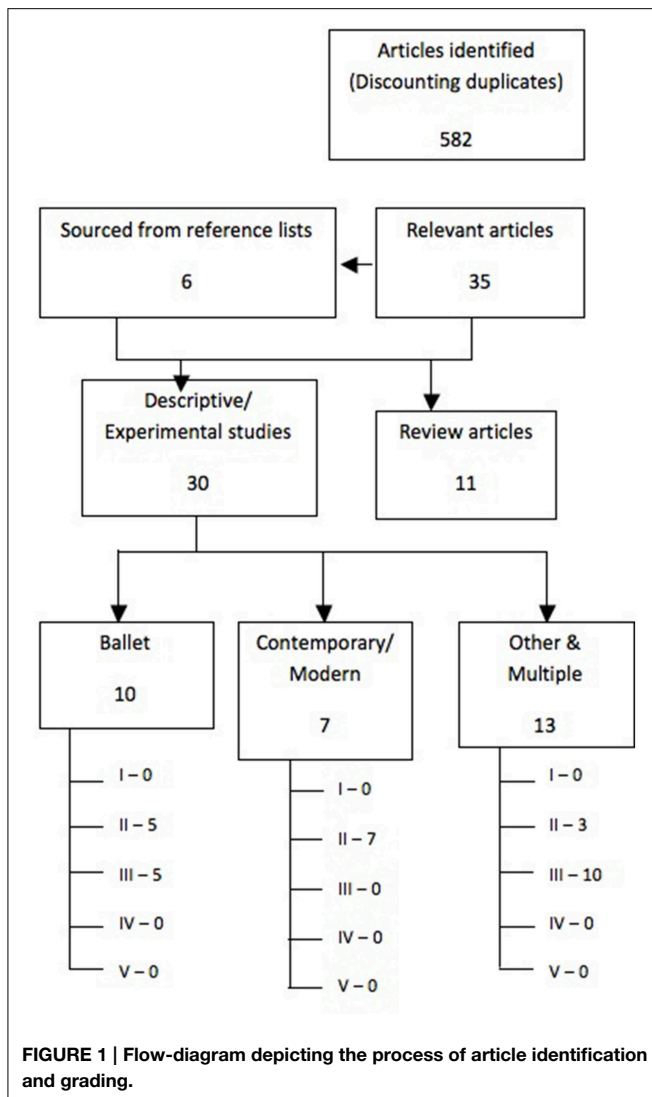 Articles identified
(Discounting duplicates)
582
Sourced from reference lists
6
Relevant articles
35
Descriptive/
Experimental studies
30
Review articles
11
Ballet
10
Contemporary/
Modern
7
Other &
Multiple
13
I – 0
II – 5
III – 5
IV – 0
V – 0
I – 0
II – 7
III – 0
IV – 0
V – 0
I – 0
II – 3
III – 10
IV – 0
V – 0
FIGURE 1 | Flow-diagram depicting the process of article identification
and grading.